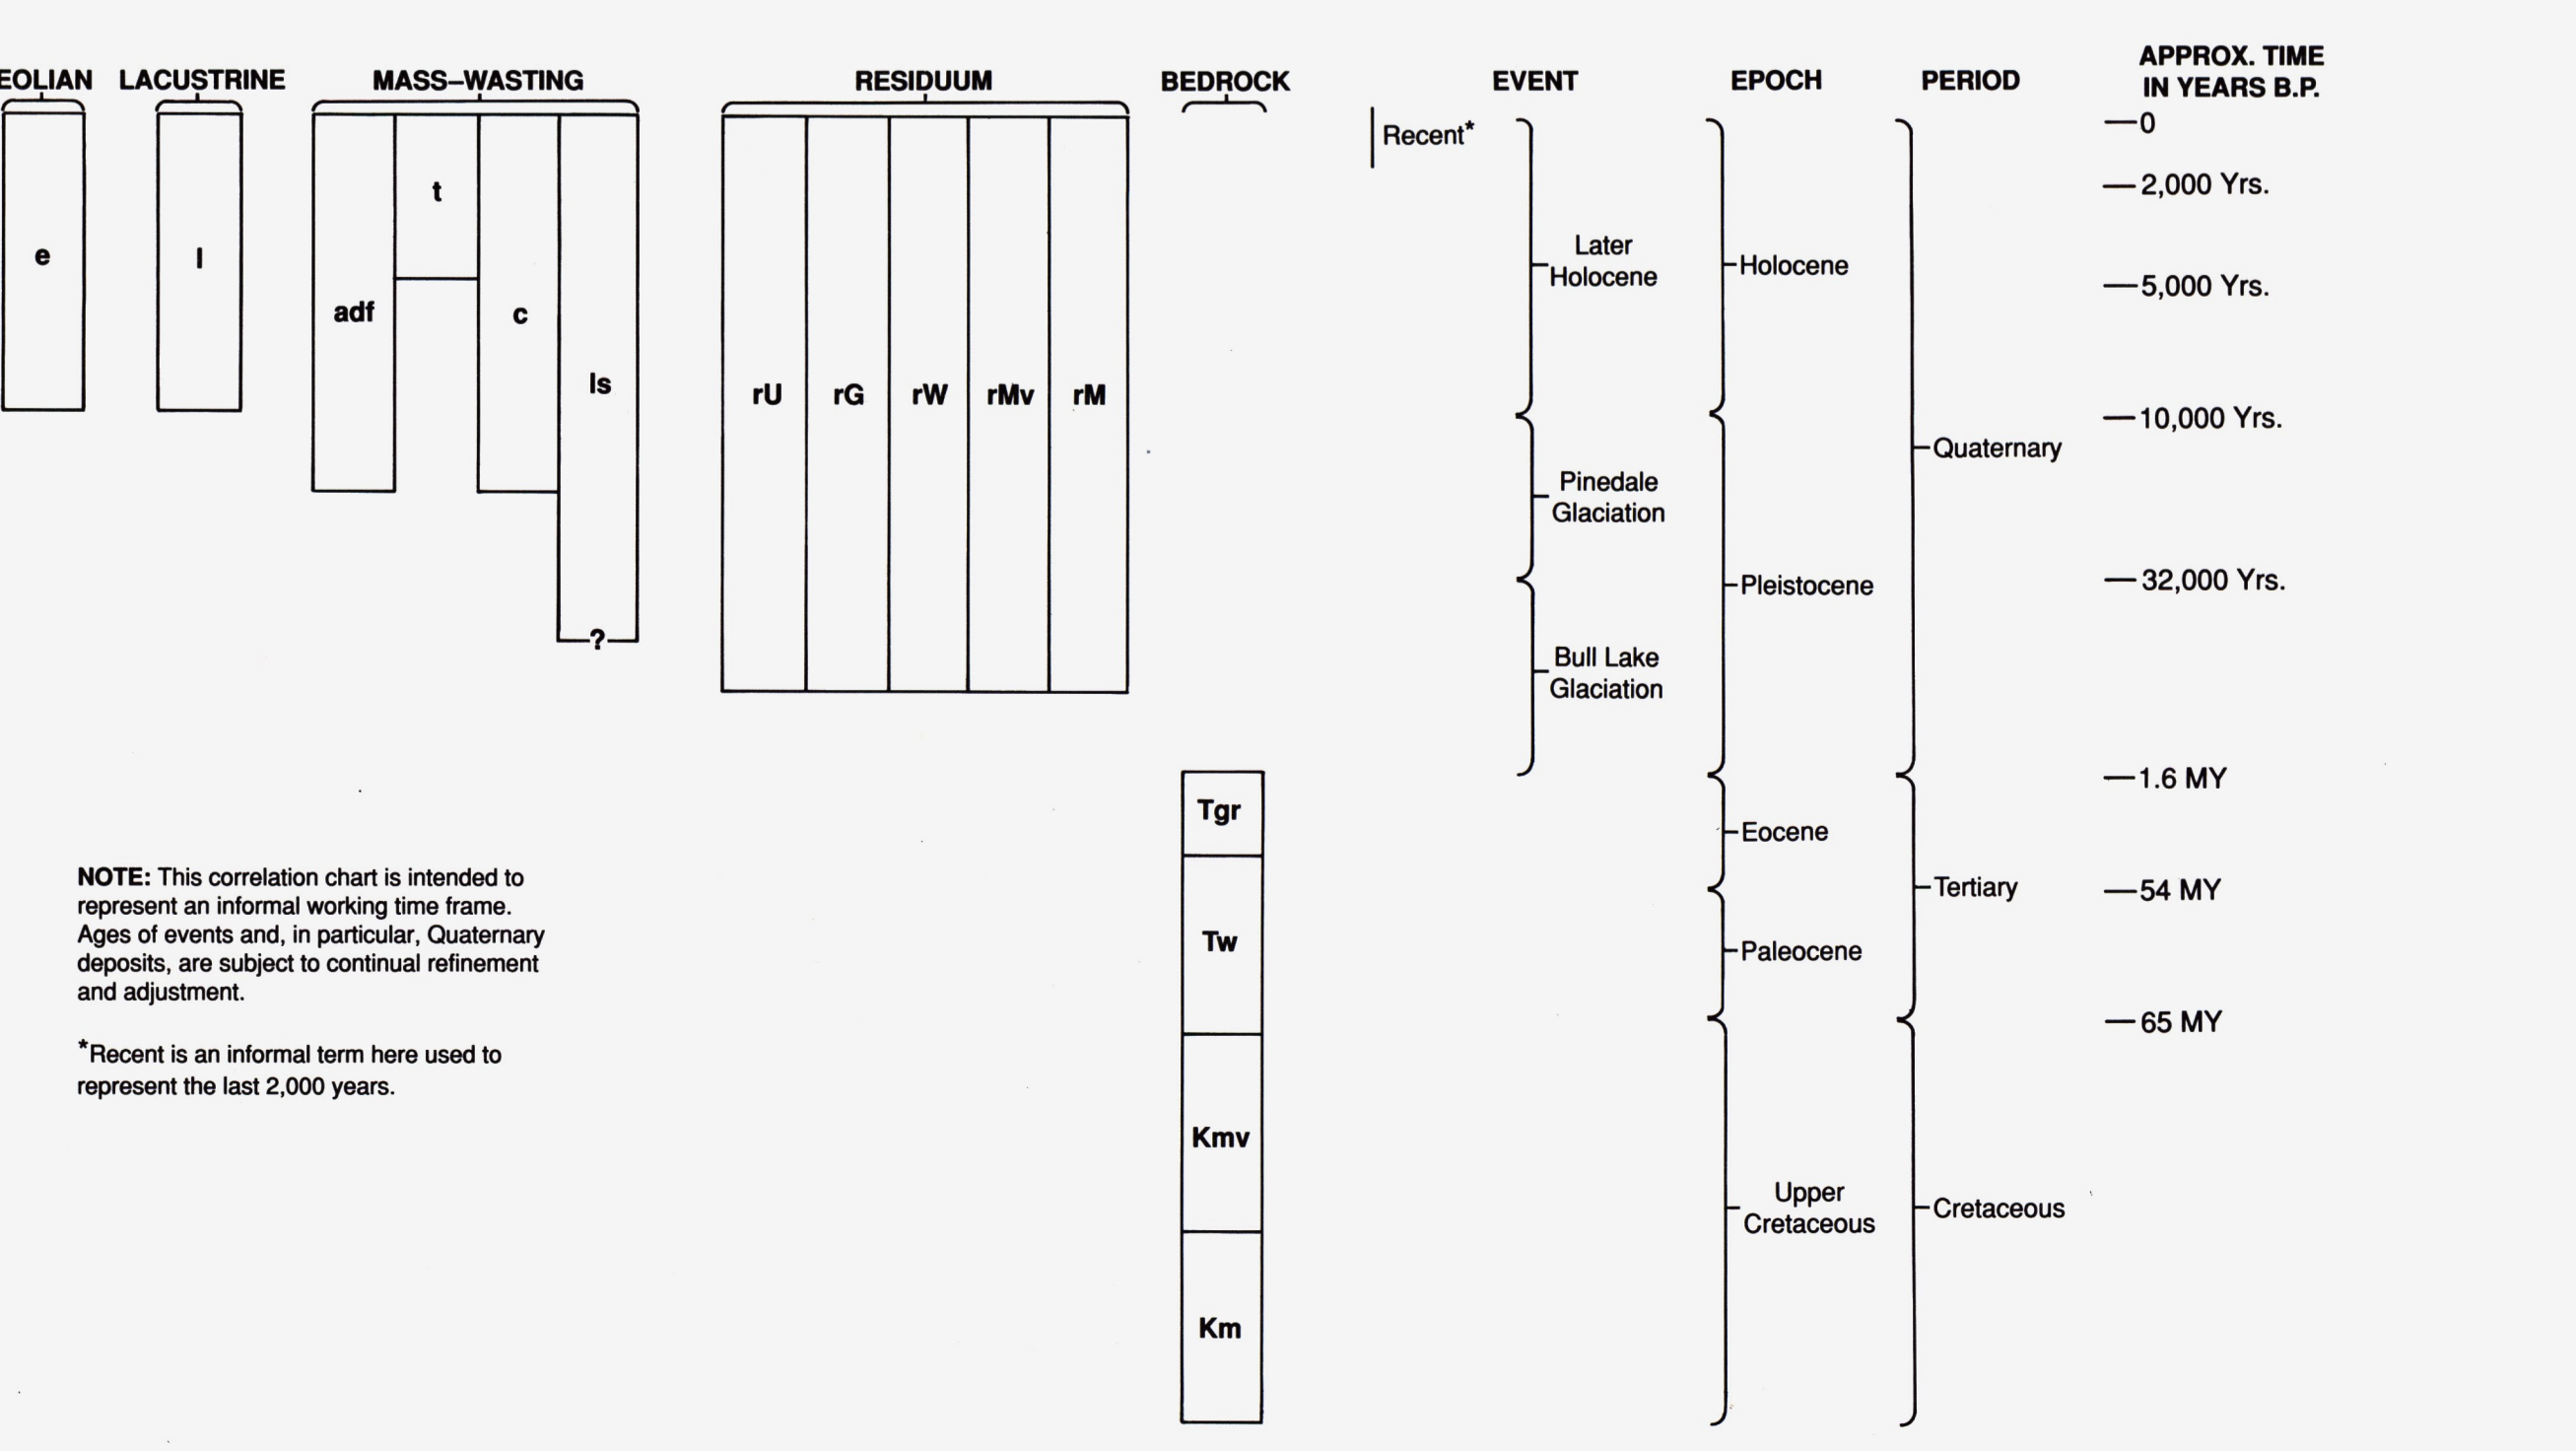 EOLIAN
LACUSTRINE
MASS–WASTING
RESIDUUM
BEDROCK
EVENT
EPOCH
PERIOD
APPROX. TIME
IN YEARS B.P.
e
l
adf
t
c
ls
?
rU
rG
rW
rMv
rM
Tgr
Tw
Kmv
Km
Recent*
Later
Holocene
Pinedale
Glaciation
Bull Lake
Glaciation
Holocene
Pleistocene
Eocene
Paleocene
Upper
Cretaceous
Quaternary
Tertiary
Cretaceous
—0
—2,000 Yrs.
—5,000 Yrs.
—10,000 Yrs.
—32,000 Yrs.
—1.6 MY
—54 MY
—65 MY
NOTE: This correlation chart is intended to
represent an informal working time frame.
Ages of events and, in particular, Quaternary
deposits, are subject to continual refinement
and adjustment.
*Recent is an informal term here used to
represent the last 2,000 years.